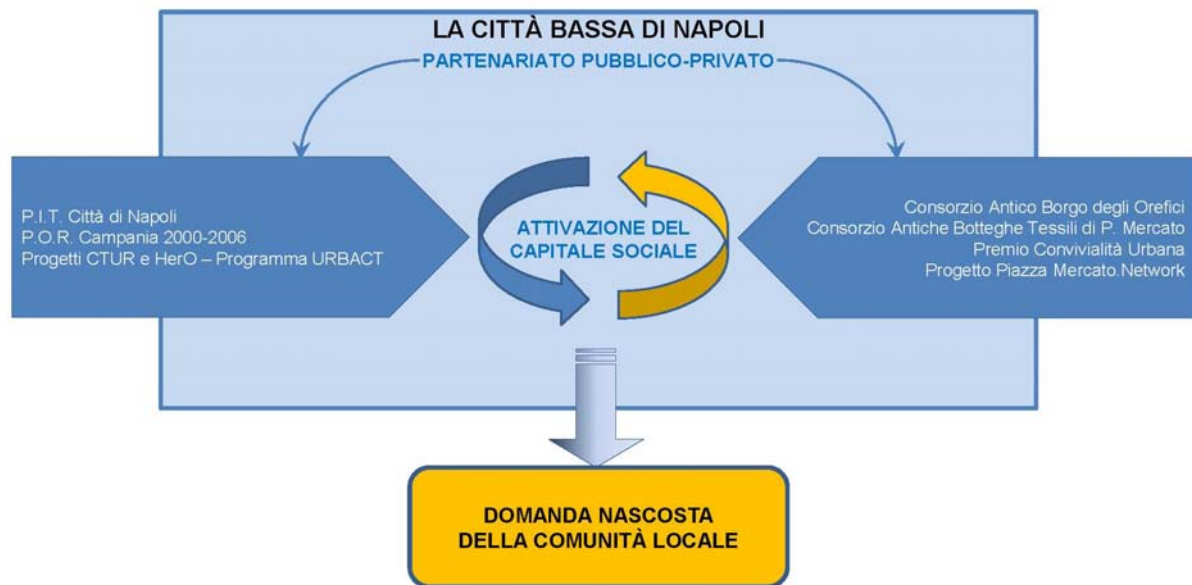 LA CITTÀ BASSA DI NAPOLI
PARTENARIATO PUBBLICO-PRIVATO
P.I.T. Città di Napoli
P.O.R. Campania 2000-2006
Progetti CTUR e HerO – Programma URBACT
ATTIVAZIONE DEL
CAPITALE SOCIALE
Consorzio Antico Borgo degli Orefici
Consorzio Antiche Botteghe Tessili di P. Mercato
Premio Convivialità Urbana
Progetto Piazza Mercato.Network
DOMANDA NASCOSTA
DELLA COMUNITÀ LOCALE